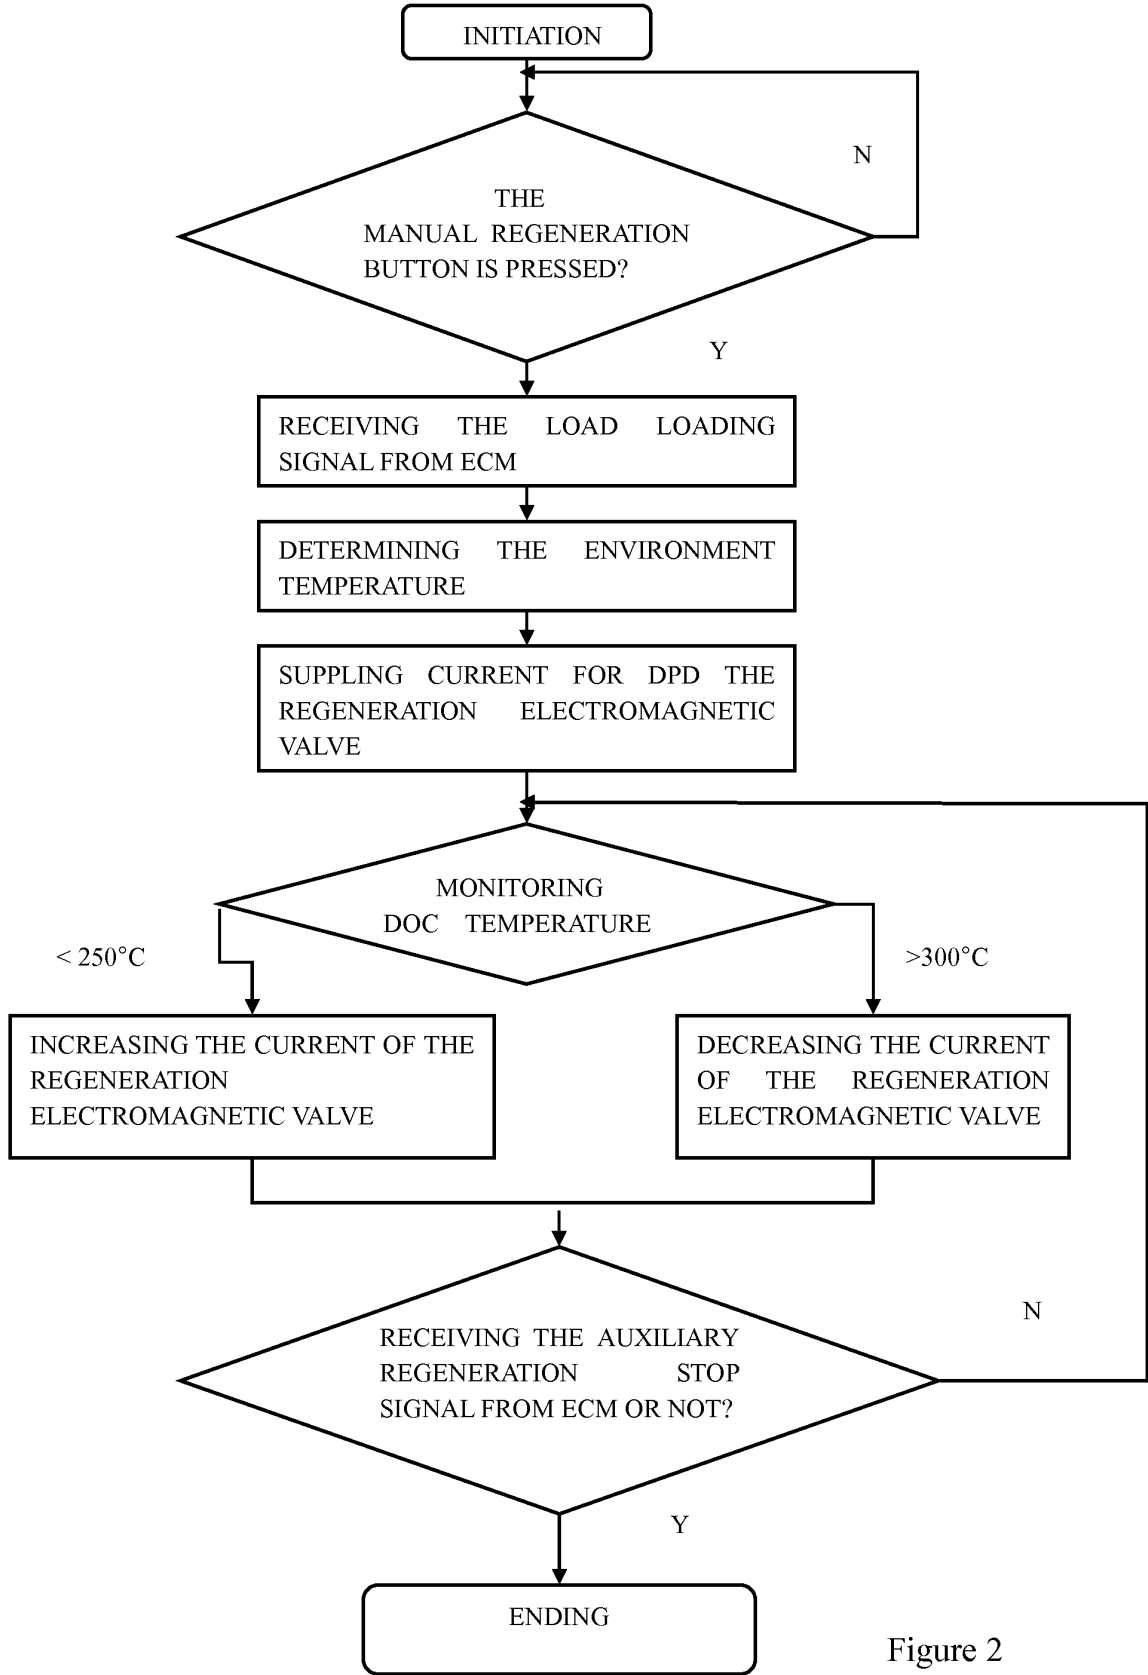 INITIATION
N
THE
MANUAL REGENERATION
BUTTON IS PRESSED?
Y
RECEIVING THE LOAD LOADING
SIGNAL FROM ECM
DETERMINING THE ENVIRONMENT
TEMPERATURE
SUPPLING CURRENT FOR DPD THE
REGENERATION ELECTROMAGNETIC
VALVE
MONITORING
DOC TEMPERATURE
< 250°C
>300°C
INCREASING THE CURRENT OF THE
REGENERATION
ELECTROMAGNETIC VALVE
DECREASING THE CURRENT
OF THE REGENERATION
ELECTROMAGNETIC VALVE
N
RECEIVING THE AUXILIARY
REGENERATION STOP
SIGNAL FROM ECM OR NOT?
Y
ENDING
Figure 2